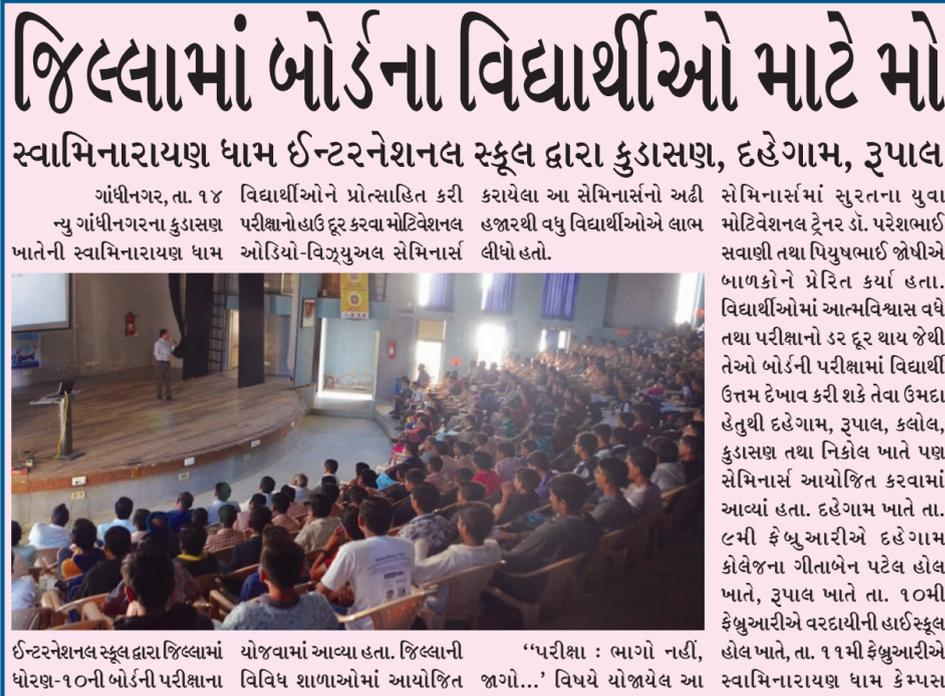 જિલ્લામાં બોર્ડના વિદ્યાર્થીઓ માટે મો
સ્વામિનારાયણ ધામ ઈન્ટરનેશનલ સ્કૂલ દ્વારા કુડાસણ, દહેગામ, રૂપાલ
ગાંધીનગર, તા. ૧૪
ન્યુ ગાંધીનગરના કુડાસણ
ખાતેની સ્વામિનારાયણ ધામ
ઈન્ટરનેશનલ સ્કૂલ દ્વારા જિલ્લામાં
ધોરણ-૧૦ની બોર્ડની પરીક્ષાના
વિદ્યાર્થીઓને પ્રોત્સાહિત કરી
પરીક્ષાનો હાઉ દૂર કરવા મોટિવેશનલ
ઓડિયો-વિઝ્યુઅલ સેમિનાર્સ
યોજવામાં આવ્યા હતા. જિલ્લાની
વિવિધ શાળાઓમાં આયોજિત
કરાયેલા આ સેમિનાર્સનો અઢી
હજારથી વધુ વિદ્યાર્થીઓએ લાભ
લીધો હતો.
‘‘પરીક્ષા : ભાગો નહીં,
જાગો...’ વિષયે યોજાયેલ આ
સેમિનાર્સમાં સુરતના યુવા
મોટિવેશનલ ટ્રેનર ડૉ. પરેશભાઈ
સવાણી તથા પિયુષભાઈ જોષીએ
બાળકોને પ્રેરિત કર્યા હતા.
વિદ્યાર્થીઓમાં આત્મવિશ્વાસ વધે
તથા પરીક્ષાનો ડર દૂર થાય જેથી
તેઓ બોર્ડની પરીક્ષામાં વિદ્યાર્થી
ઉત્તમ દેખાવ કરી શકે તેવા ઉમદા
હેતુથી દહેગામ, રૂપાલ, કલોલ,
કુડાસણ તથા નિકોલ ખાતે પણ
સેમિનાર્સ આયોજિત કરવામાં
આવ્યાં હતા. દહેગામ ખાતે તા.
૯મી ફેબ્રુઆરીએ દહેગામ
કોલેજના ગીતાબેન પટેલ હોલ
ખાતે, રૂપાલ ખાતે તા. ૧૦મી
ફેબ્રુઆરીએ વરદાયીની હાઈસ્કૂલ
હોલ ખાતે, તા. ૧૧મી ફેબ્રુઆરીએ
સ્વામિનારાયણ ધામ કેમ્પસ